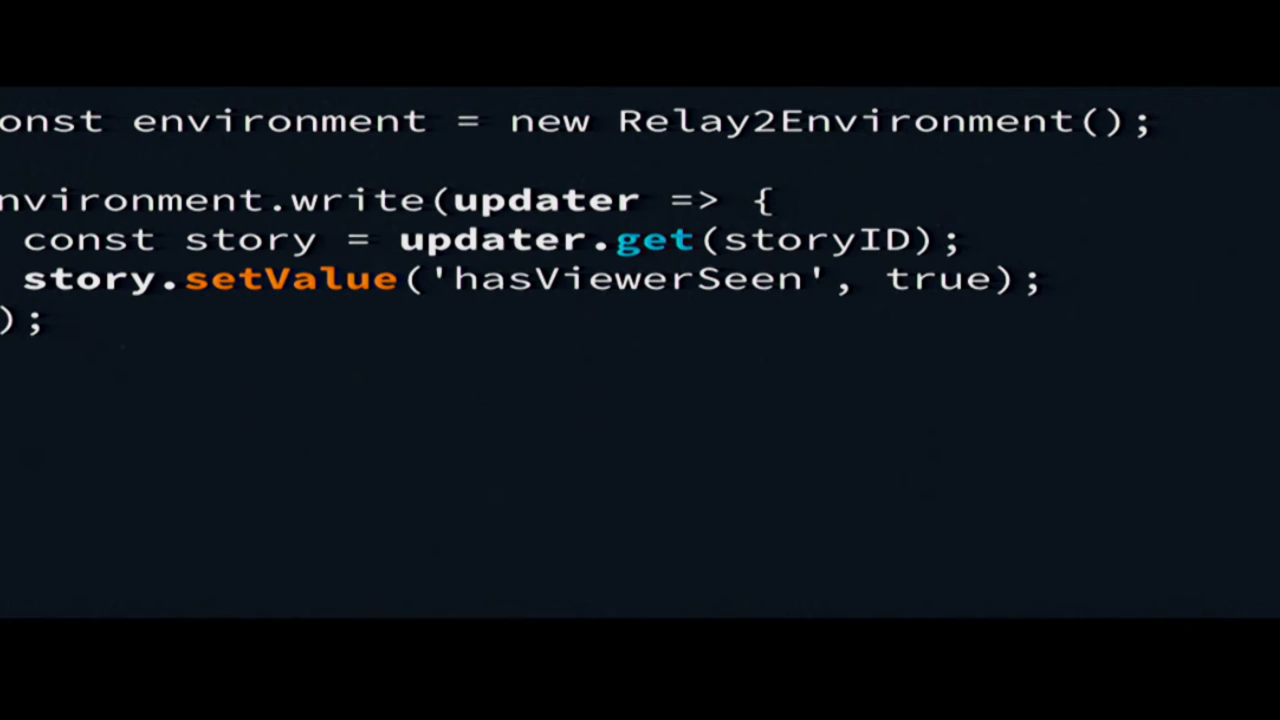 onst environment = new Relay2Environment();
nvironment.write(updater => {
const story = updater.get(storyID);
story.setValue('hasViewerSeen', true);
);